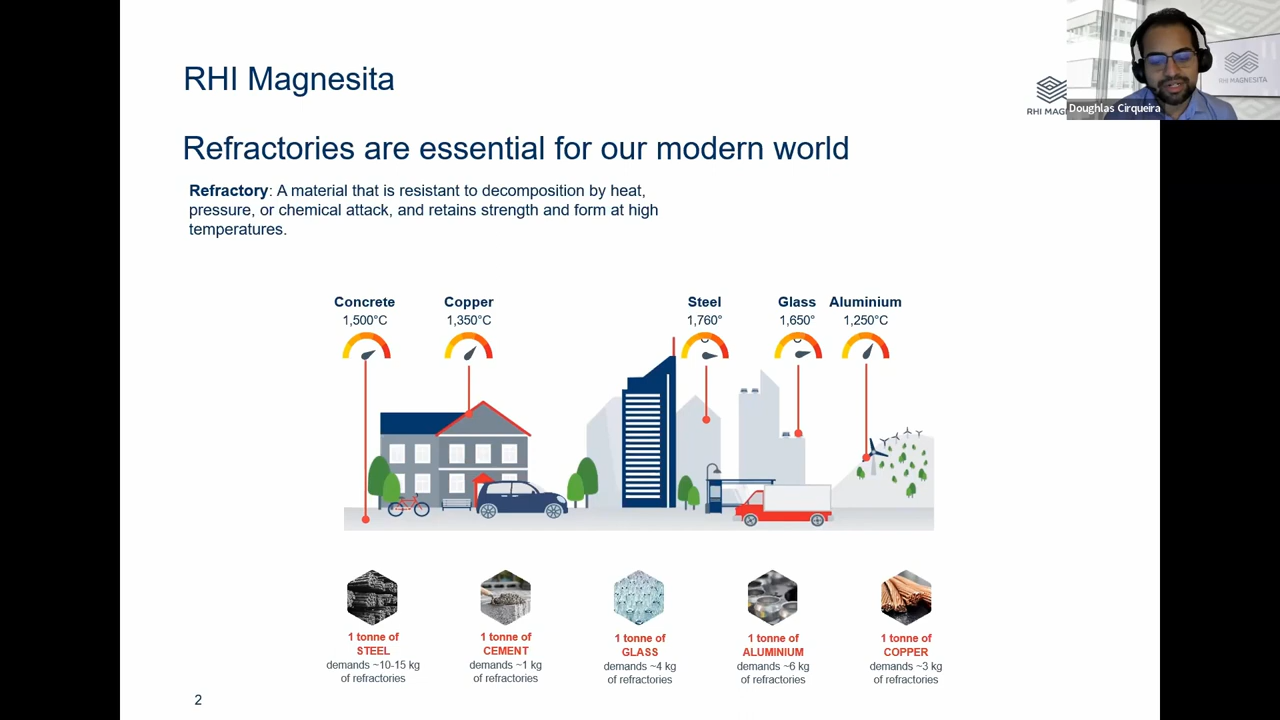 RHI Magnesita
RHI MAGNESITA
RHI MAG
Doughlas Cirqueira
Refractories are essential for our modern world
Refractory: A material that is resistant to decomposition by heat,
pressure, or chemical attack, and retains strength and form at high
temperatures.
Concrete
1,500°C
Copper
1,350°C
Steel
1,760°
Glass
1,650°
Aluminium
1,250°C
1 tonne of
STEEL
demands ~10-15 kg
of refractories
1 tonne of
CEMENT
demands ~1 kg
of refractories
1 tonne of
GLASS
demands ~4 kg
of refractories
1 tonne of
ALUMINIUM
demands ~6 kg
of refractories
1 tonne of
COPPER
demands ~3 kg
of refractories
2